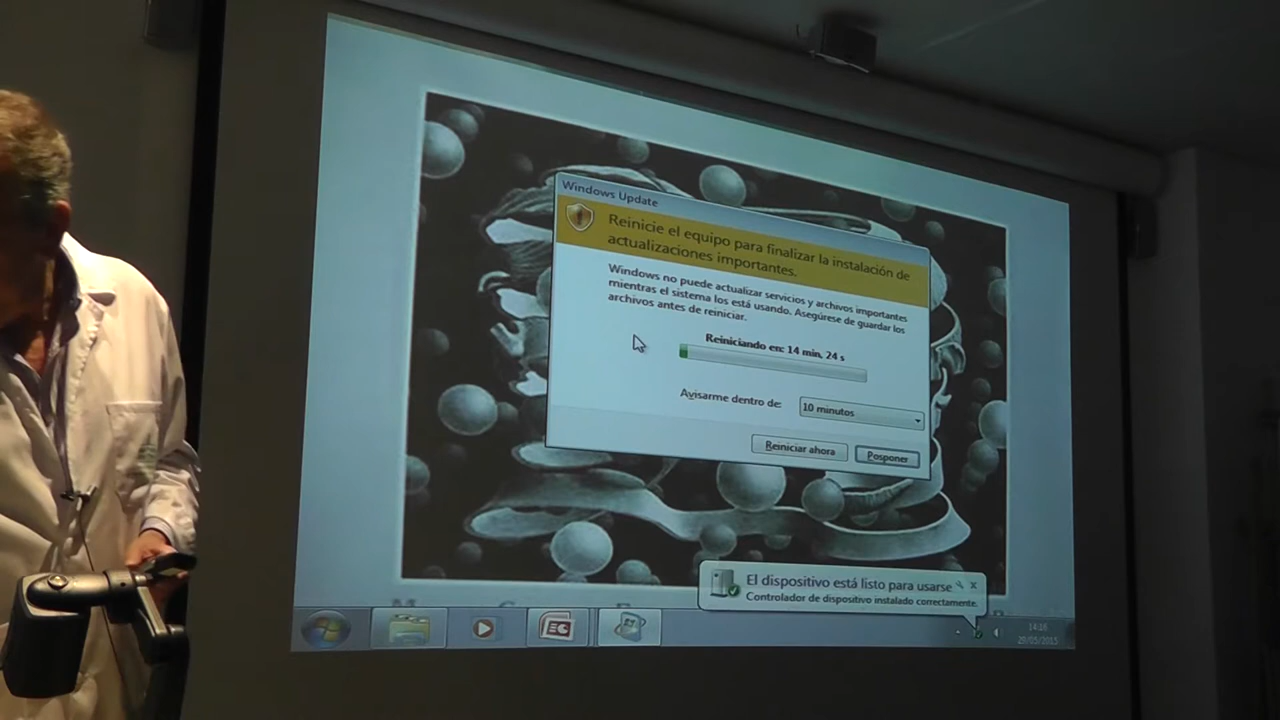 Windows Update
Reinicie el equipo para finalizar la instalación de
actualizaciones importantes.
Windows no puede actualizar servicios y archivos importantes
mientras el sistema los está usando. Asegúrese de guardar los
archivos antes de reiniciar.
Reiniciando en: 14 min, 24 s
Avisarme dentro de:
10 minutos
Reiniciar ahora
Posponer
El dispositivo está listo para usarse
Controlador de dispositivo instalado correctamente.
14:16
29/05/2015